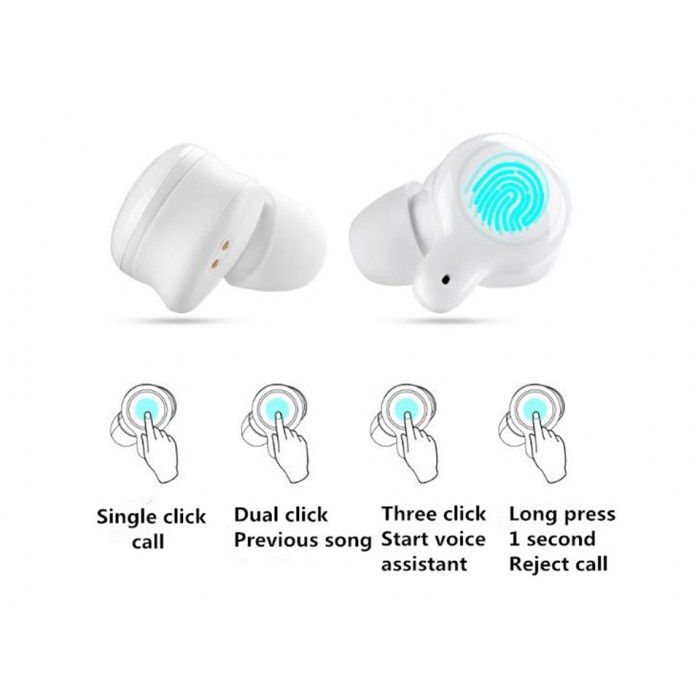 Single click
call
Dual click
Previous song
Three click
Start voice
assistant
Long press
1 second
Reject call